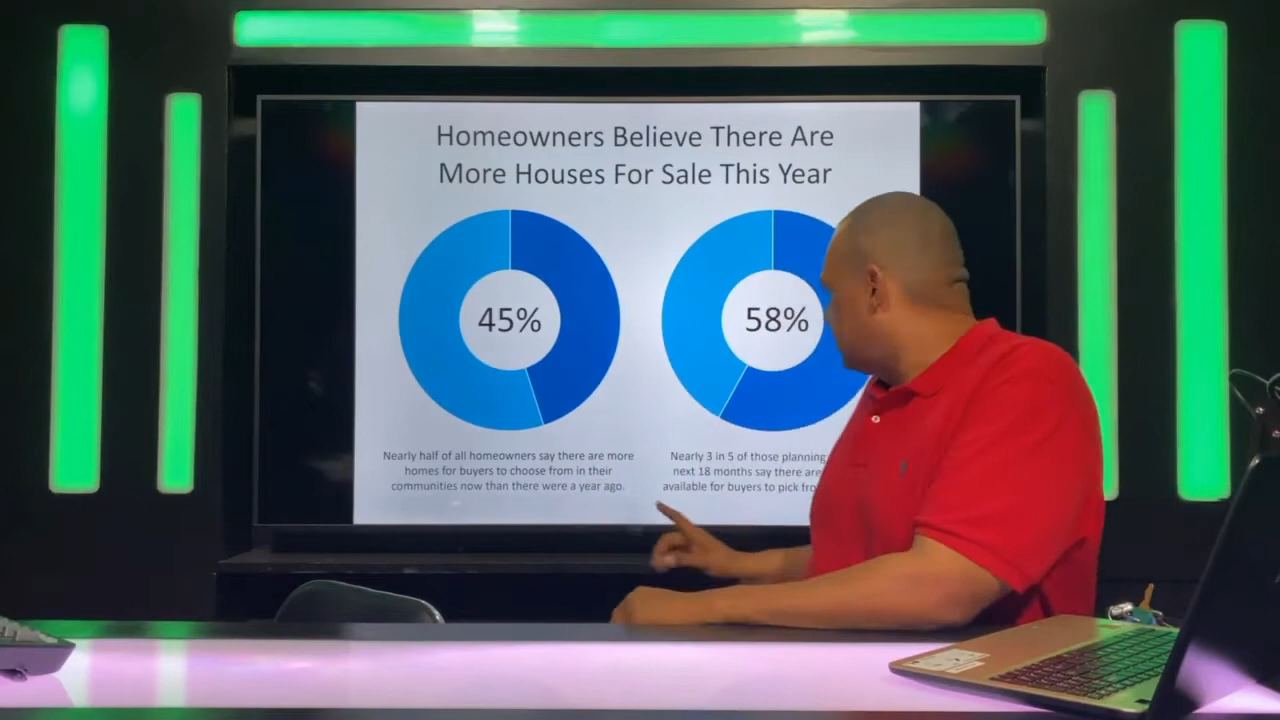 Homeowners Believe There Are
More Houses For Sale This Year
45%
58%
Nearly half of all homeowners say there are more
homes for buyers to choose from in their
communities now than there were a year ago.
Nearly 3 in 5 of those planning
next 18 months say there are
available for buyers to pick